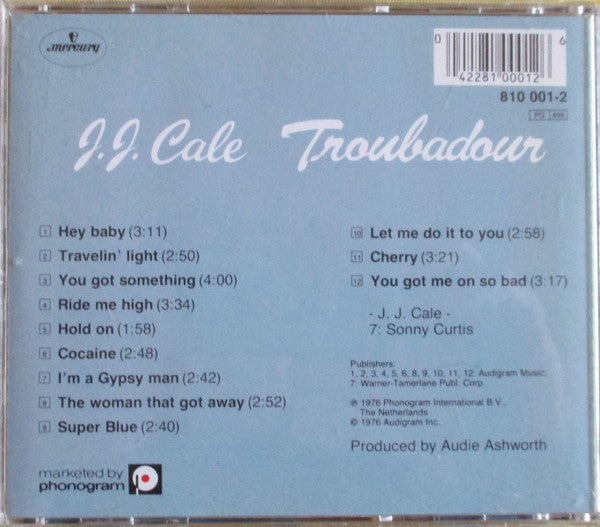 mercury
0 6
42281 00012
810 001-2
PG 899
J.J. Cale Troubadour
1 Hey baby (3:11)
2 Travelin' light (2:50)
3 You got something (4:00)
4 Ride me high (3:34)
5 Hold on (1:58)
6 Cocaine (2:48)
7 I'm a Gypsy man (2:42)
8 The woman that got away (2:52)
9 Super Blue (2:40)
10 Let me do it to you (2:58)
11 Cherry (3:21)
12 You got me on so bad (3:17)
- J. J. Cale -
7: Sonny Curtis
Publishers:
1, 2, 3, 4, 5, 6, 8, 9, 10, 11, 12: Audigram Music;
7: Warner-Tamerlane Publ. Corp.
℗ 1976 Phonogram International B.V.,
The Netherlands
© 1976 Audigram Inc.
Produced by Audie Ashworth
marketed by
phonogram